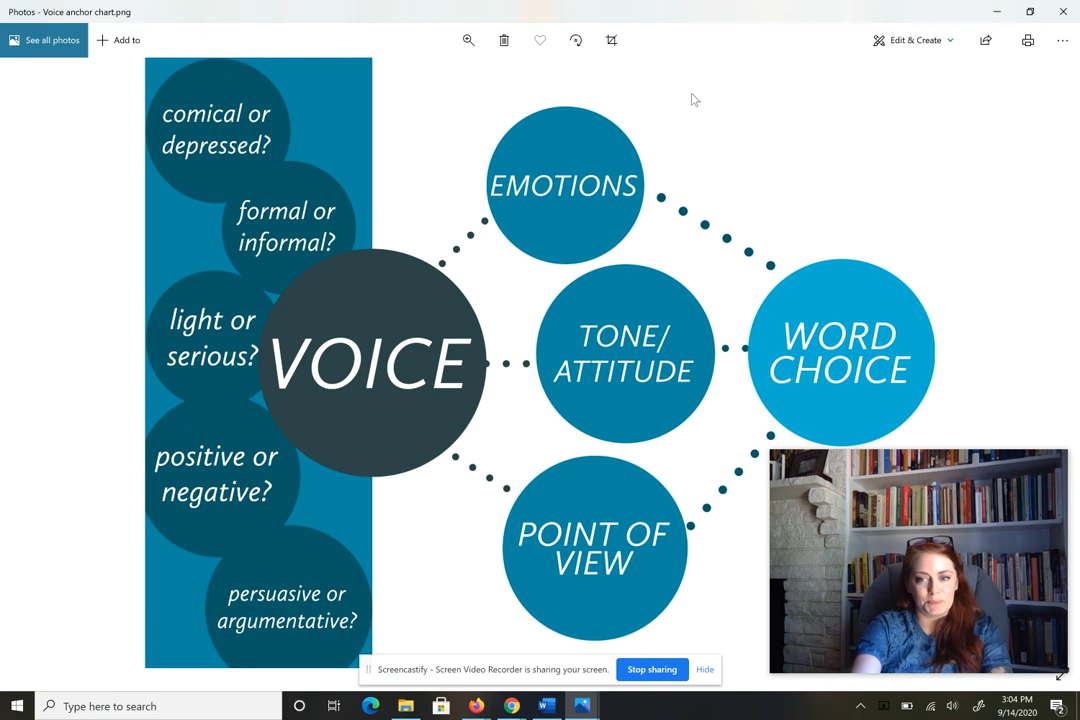 Photos - Voice anchor chart.png
See all photos
Add to
Edit & Create
comical or
depressed?
formal or
informal?
light or
serious?
positive or
negative?
persuasive or
argumentative?
VOICE
EMOTIONS
TONE/
ATTITUDE
POINT OF
VIEW
WORD
CHOICE
Screencastify - Screen Video Recorder is sharing your screen.
Stop sharing
Hide
Type here to search
3:04 PM
9/14/2020
2